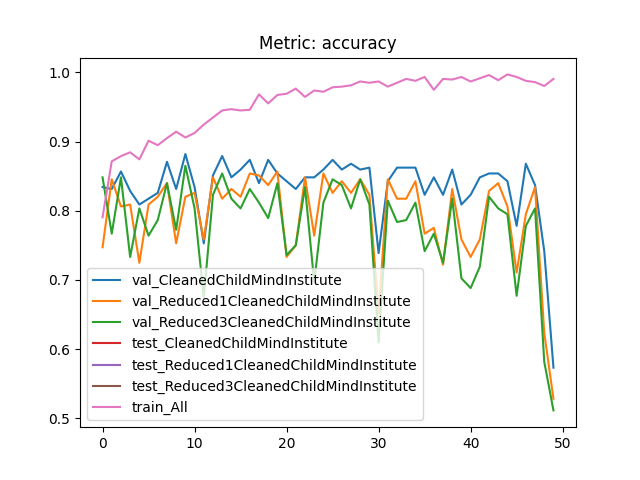 Metric: accuracy
1.0
0.9
0.8
0.7
0.6
0.5
val_CleanedChildMindInstitute
val_Reduced1CleanedChildMindInstitute
val_Reduced3CleanedChildMindInstitute
test_CleanedChildMindInstitute
test_Reduced1CleanedChildMindInstitute
test_Reduced3CleanedChildMindInstitute
train_All
0 10 20 30 40 50